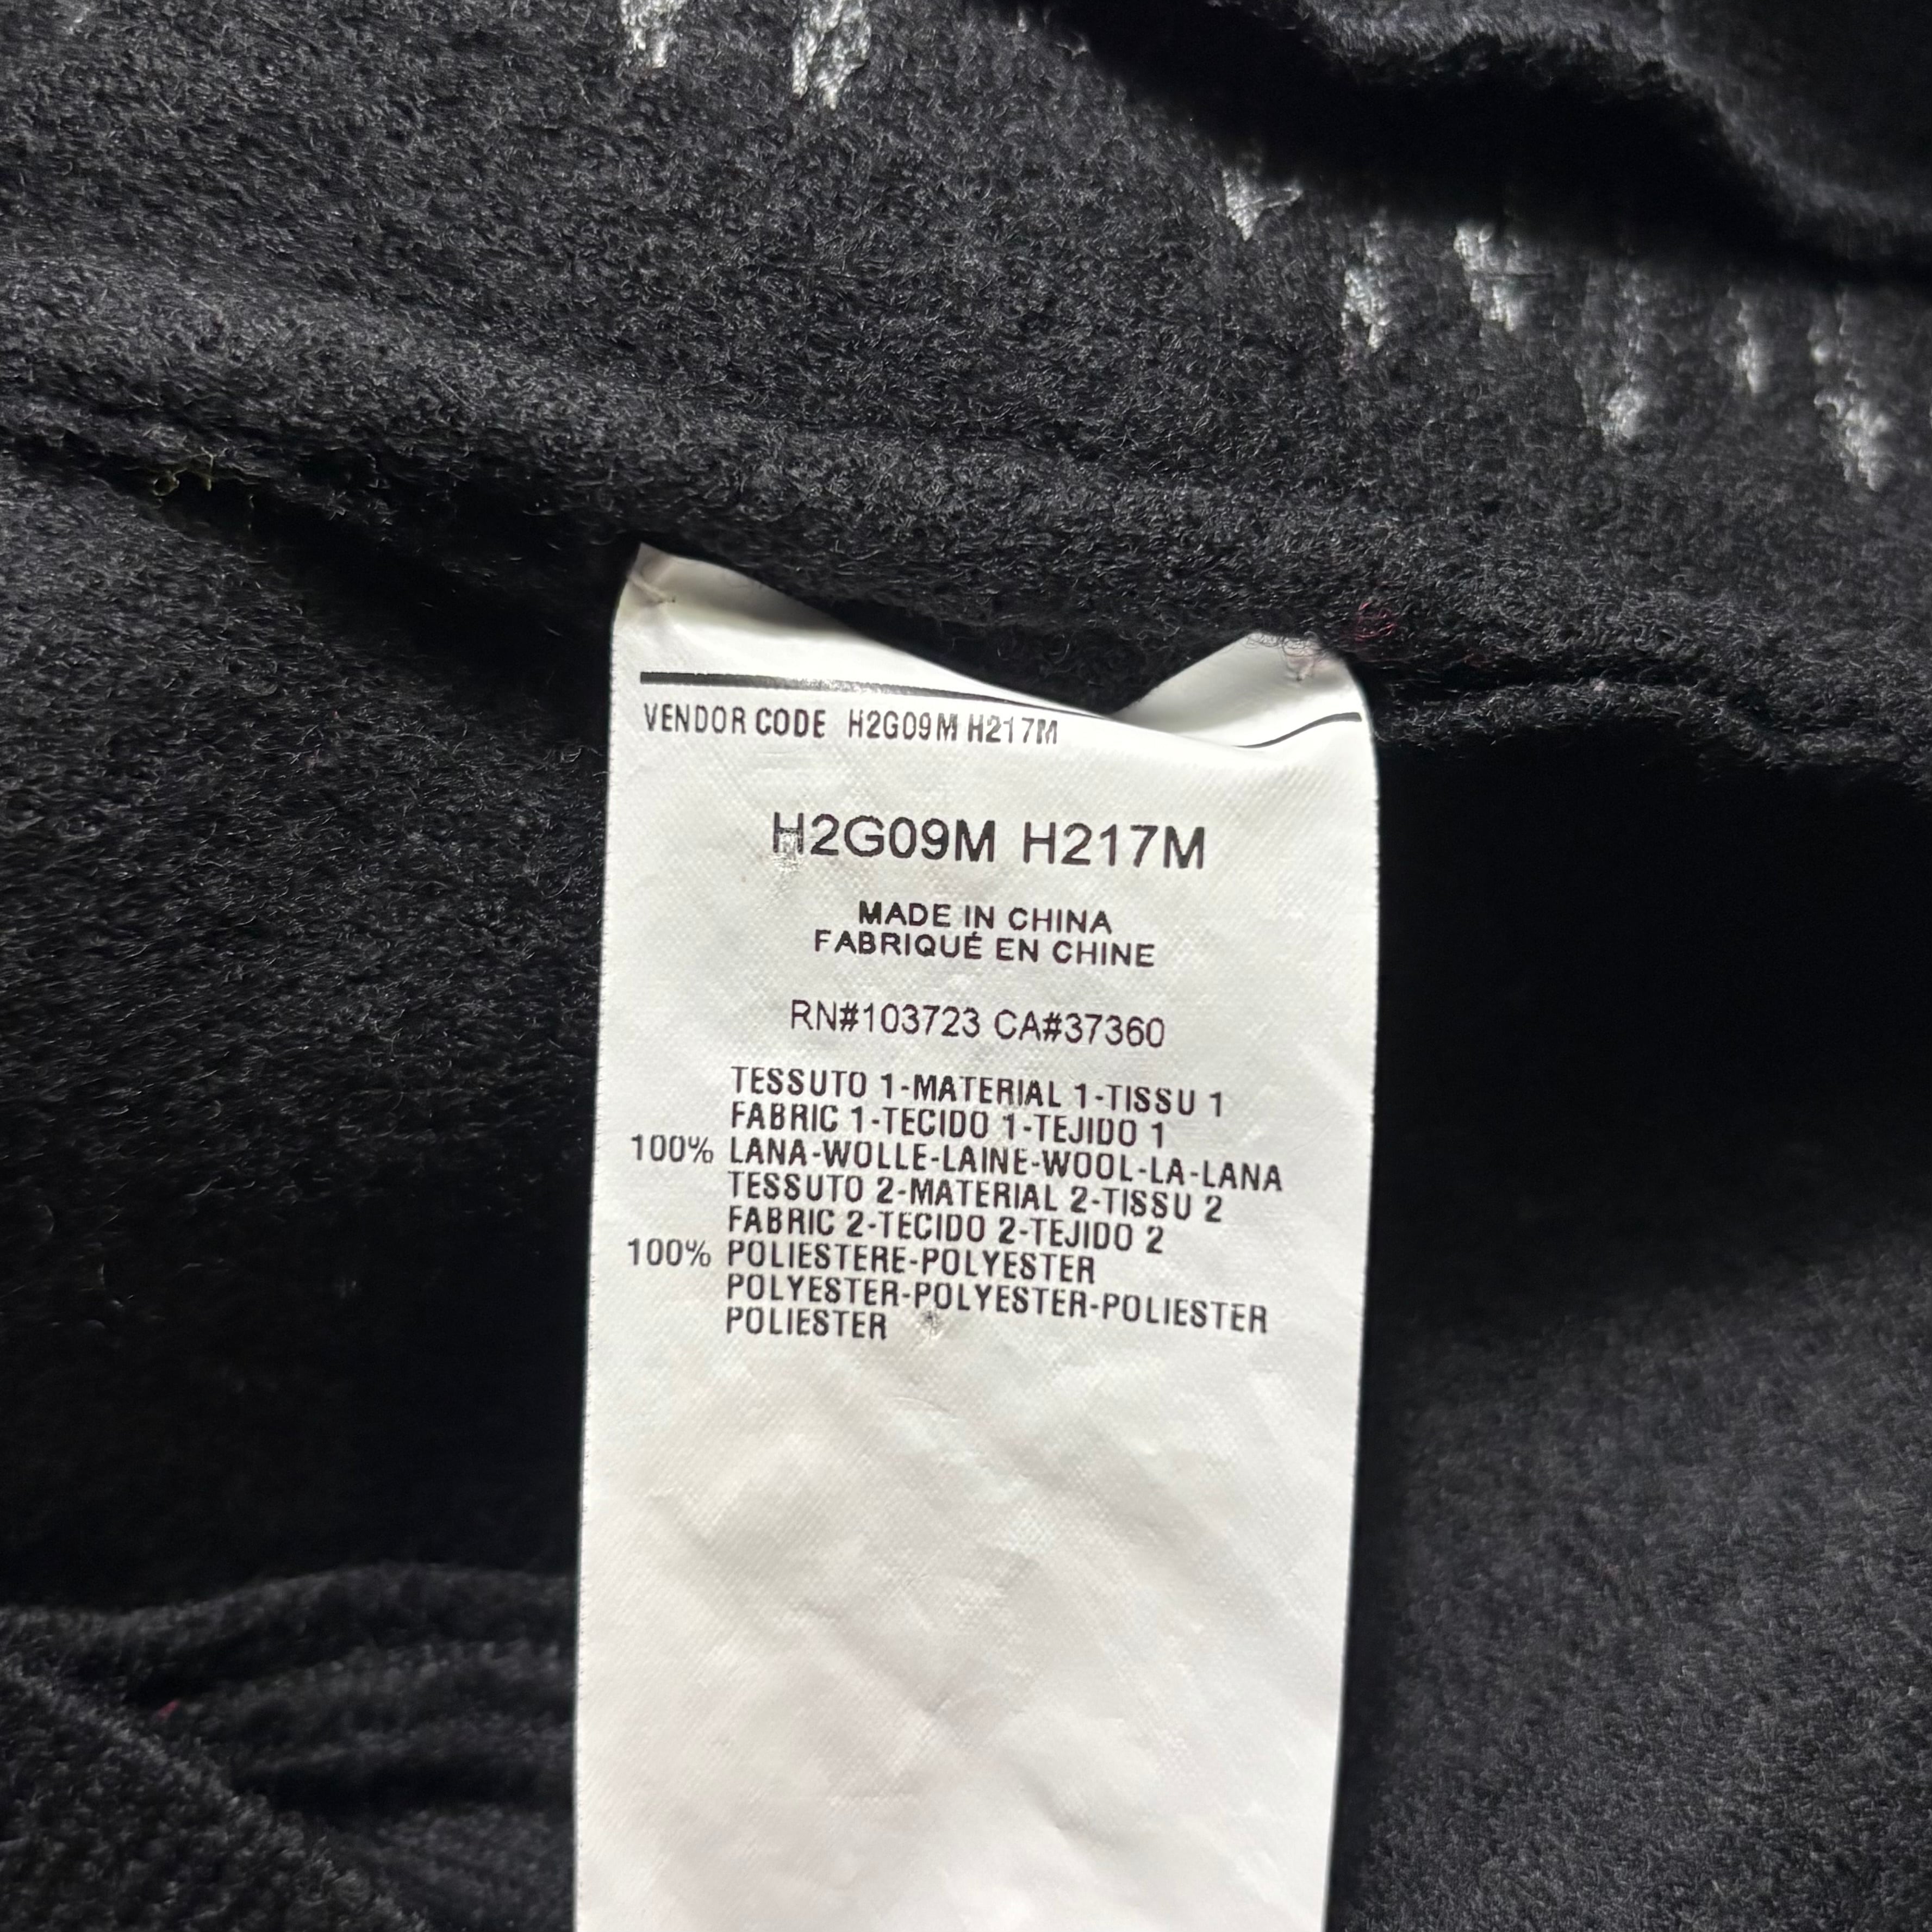 VENDOR CODE H2G09M H217M
H2G09M H217M
MADE IN CHINA
FABRIQUÉ EN CHINE
RN#103723 CA#37360
TESSUTO 1-MATERIAL 1-TISSU 1
FABRIC 1-TECIDO 1-TEJIDO 1
100% LANA-WOLLE-LAINE-WOOL-LA-LANA
TESSUTO 2-MATERIAL 2-TISSU 2
FABRIC 2-TECIDO 2-TEJIDO 2
100% POLIESTERE-POLYESTER
POLYESTER-POLYESTER-POLIESTER
POLIESTER